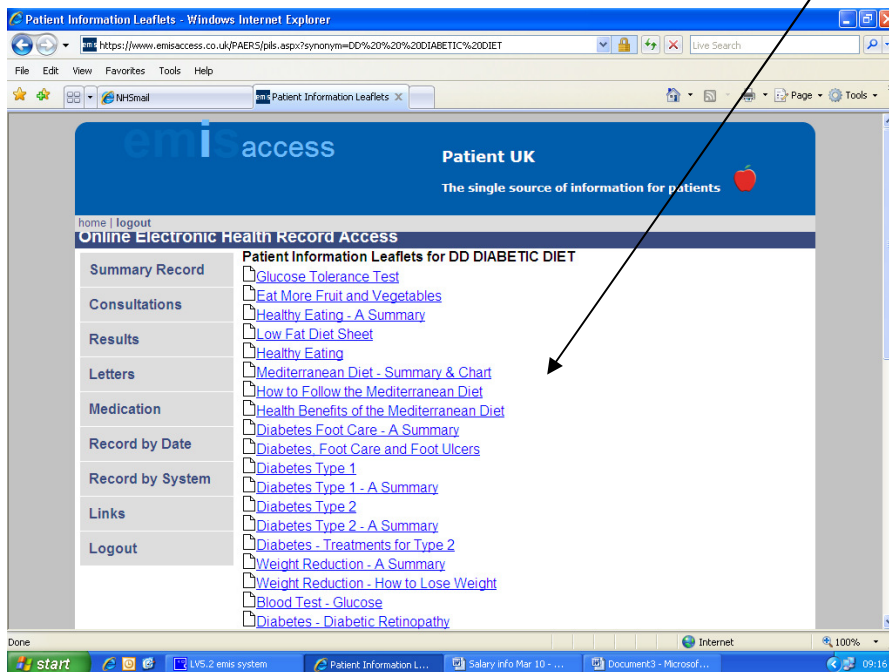 Patient Information Leaflets - Windows Internet Explorer
https://www.emisaccess.co.uk/PAERS/pils.aspx?synonym=DD%20%20%20DIABETIC%20DIET
Live Search
File Edit View Favorites Tools Help
NHSmail
Patient Information Leaflets
Page
Tools
emis access
Patient UK
The single source of information for patients
home | logout
Online Electronic Health Record Access
Summary Record
Consultations
Results
Letters
Medication
Record by Date
Record by System
Links
Logout
Patient Information Leaflets for DD DIABETIC DIET
Glucose Tolerance Test
Eat More Fruit and Vegetables
Healthy Eating - A Summary
Low Fat Diet Sheet
Healthy Eating
Mediterranean Diet - Summary & Chart
How to Follow the Mediterranean Diet
Health Benefits of the Mediterranean Diet
Diabetes Foot Care - A Summary
Diabetes, Foot Care and Foot Ulcers
Diabetes Type 1
Diabetes Type 1 - A Summary
Diabetes Type 2
Diabetes Type 2 - A Summary
Diabetes - Treatments for Type 2
Weight Reduction - A Summary
Weight Reduction - How to Lose Weight
Blood Test - Glucose
Diabetes - Diabetic Retinopathy
Done
Internet
100%
start
LV5.2 emis system
Patient Information L...
Salary info Mar 10 - ...
Document3 - Microsof...
09:16